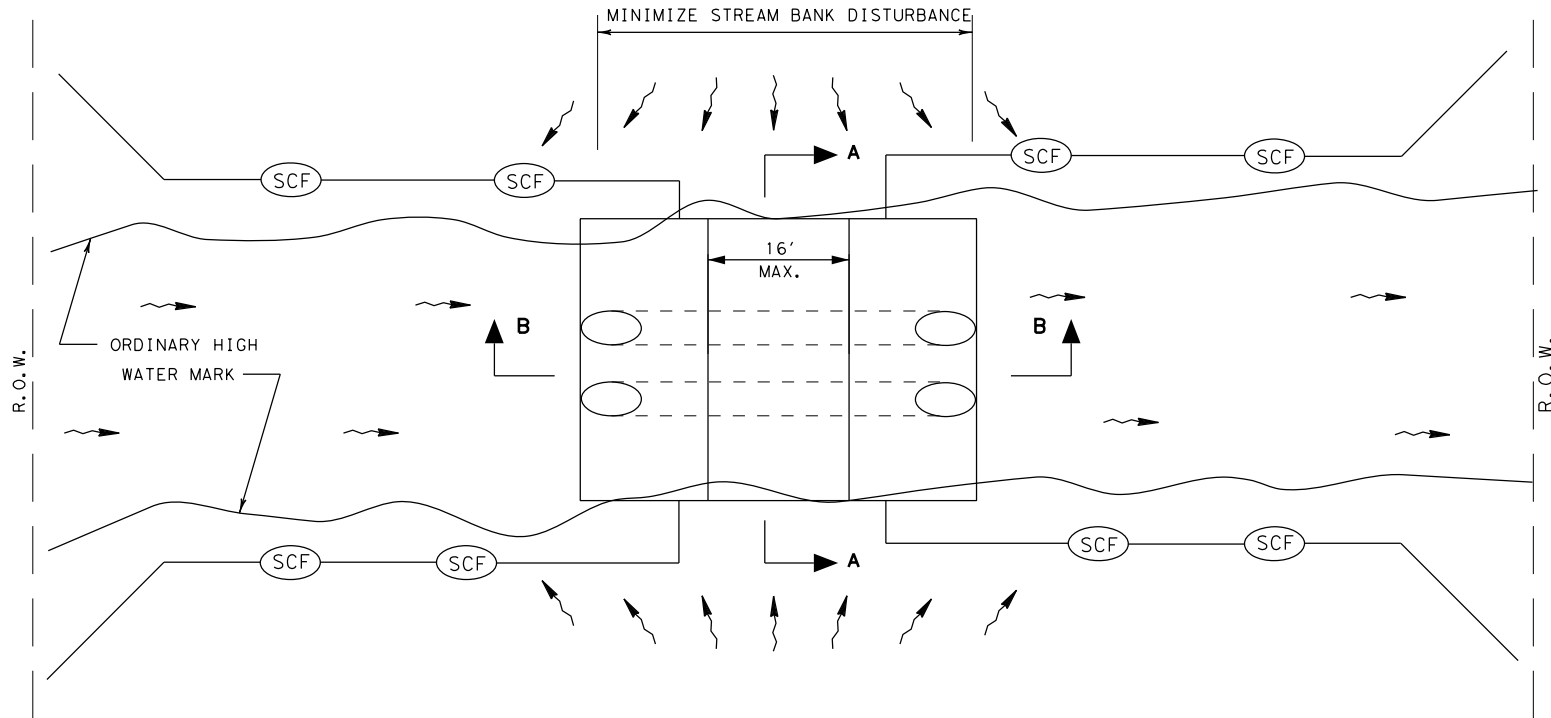 MINIMIZE STREAM BANK DISTURBANCE
A
SCF
SCF
SCF
SCF
16'
MAX.
B
B
ORDINARY HIGH
WATER MARK
R.O.W.
R.O.W.
SCF
SCF
A
SCF
SCF